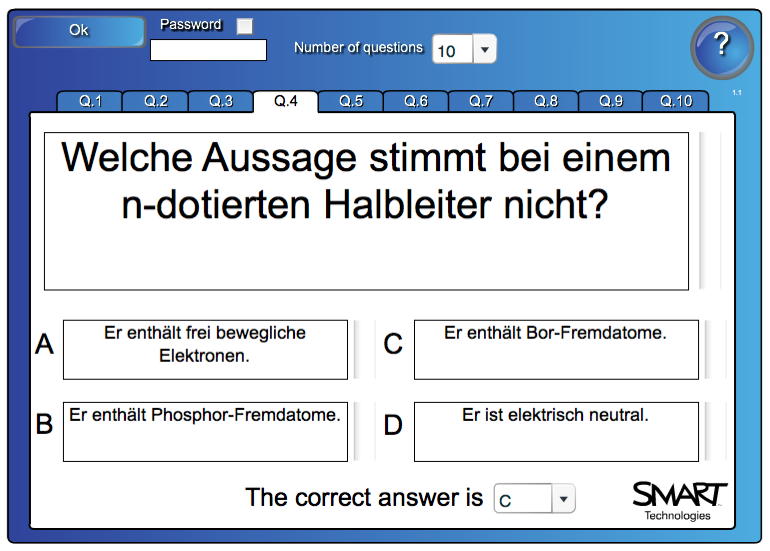 Ok
Password
Number of questions 10
?
1.1
Q.1 Q.2 Q.3 Q.4 Q.5 Q.6 Q.7 Q.8 Q.9 Q.10
Welche Aussage stimmt bei einem
n-dotierten Halbleiter nicht?
A
Er enthält frei bewegliche
Elektronen.
C
Er enthält Bor-Fremdatome.
B
Er enthält Phosphor-Fremdatome.
D
Er ist elektrisch neutral.
The correct answer is C
SMART
Technologies